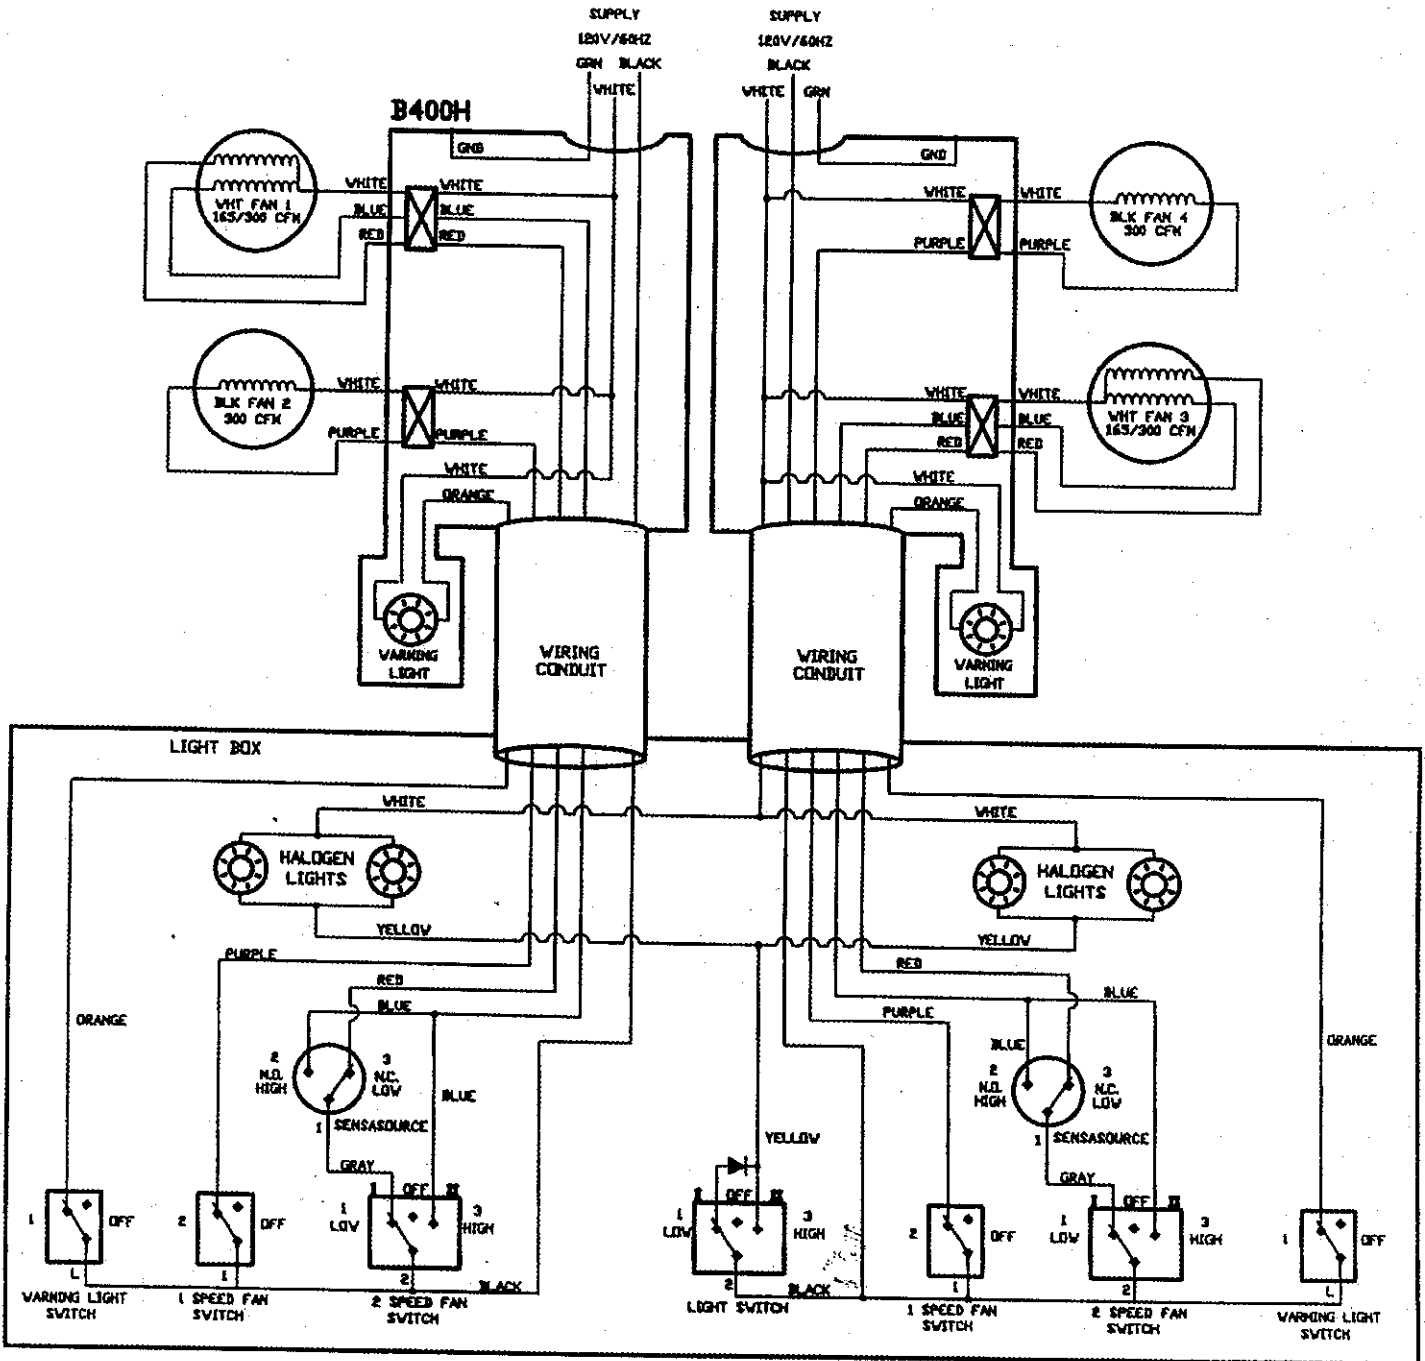 SUPPLY
120V/60HZ
GRN BLACK
WHITE
SUPPLY
120V/60HZ
BLACK
WHITE GRN
B400H
GND
GND
WHT FAN 1
165/300 CFM
WHITE
BLUE
RED
WHITE
BLUE
RED
WHITE
PURPLE
WHITE
PURPLE
BLK FAN 4
300 CFM
BLK FAN 2
300 CFM
WHITE
PURPLE
WHITE
PURPLE
WHITE
ORANGE
WHITE
BLUE
RED
WHITE
BLUE
RED
WHT FAN 3
165/300 CFM
WHITE
ORANGE
WARNING
LIGHT
WIRING
CONDUIT
WIRING
CONDUIT
WARNING
LIGHT
LIGHT BOX
WHITE
WHITE
HALOGEN
LIGHTS
HALOGEN
LIGHTS
YELLOW
YELLOW
PURPLE
RED
BLUE
RED
BLUE
PURPLE
ORANGE
BLUE
ORANGE
2
N.O.
HIGH
3
N.C.
LOW
BLUE
2
N.O.
HIGH
3
N.C.
LOW
1 SENSASOURCE
GRAY
YELLOW
1 SENSASOURCE
GRAY
1
OFF
L
WARNING LIGHT
SWITCH
2
OFF
1
1 SPEED FAN
SWITCH
I OFF II
1
LOW
3
HIGH
2
2 SPEED FAN
SWITCH
BLACK
I OFF II
1
LOW
3
HIGH
2
LIGHT SWITCH
BLACK
2
OFF
1
1 SPEED FAN
SWITCH
I OFF II
1
LOW
3
HIGH
2
2 SPEED FAN
SWITCH
1
OFF
L
WARNING LIGHT
SWITCH